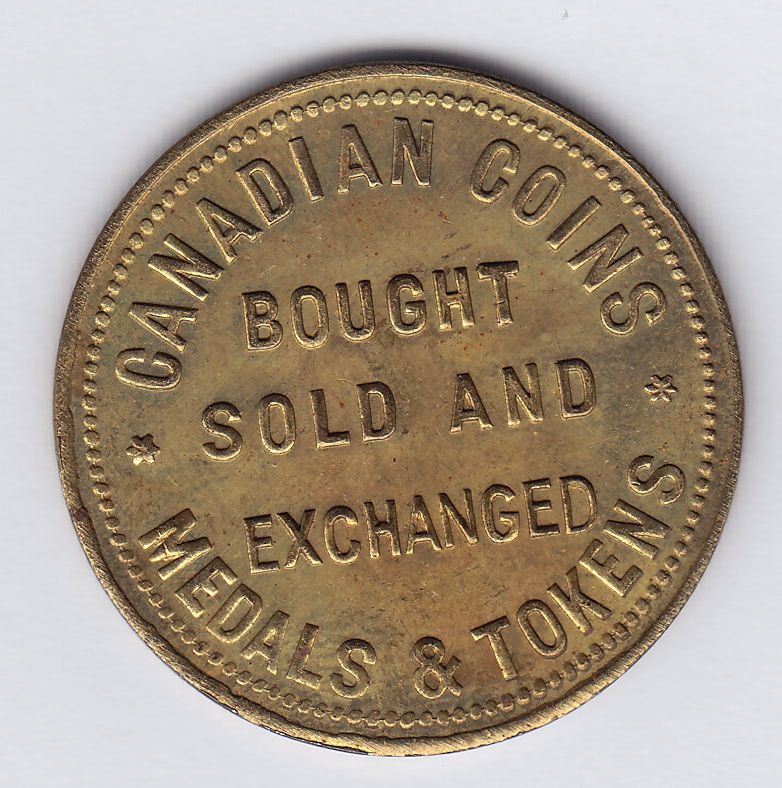 CANADIAN COINS
BOUGHT
SOLD AND
EXCHANGED
MEDALS & TOKENS